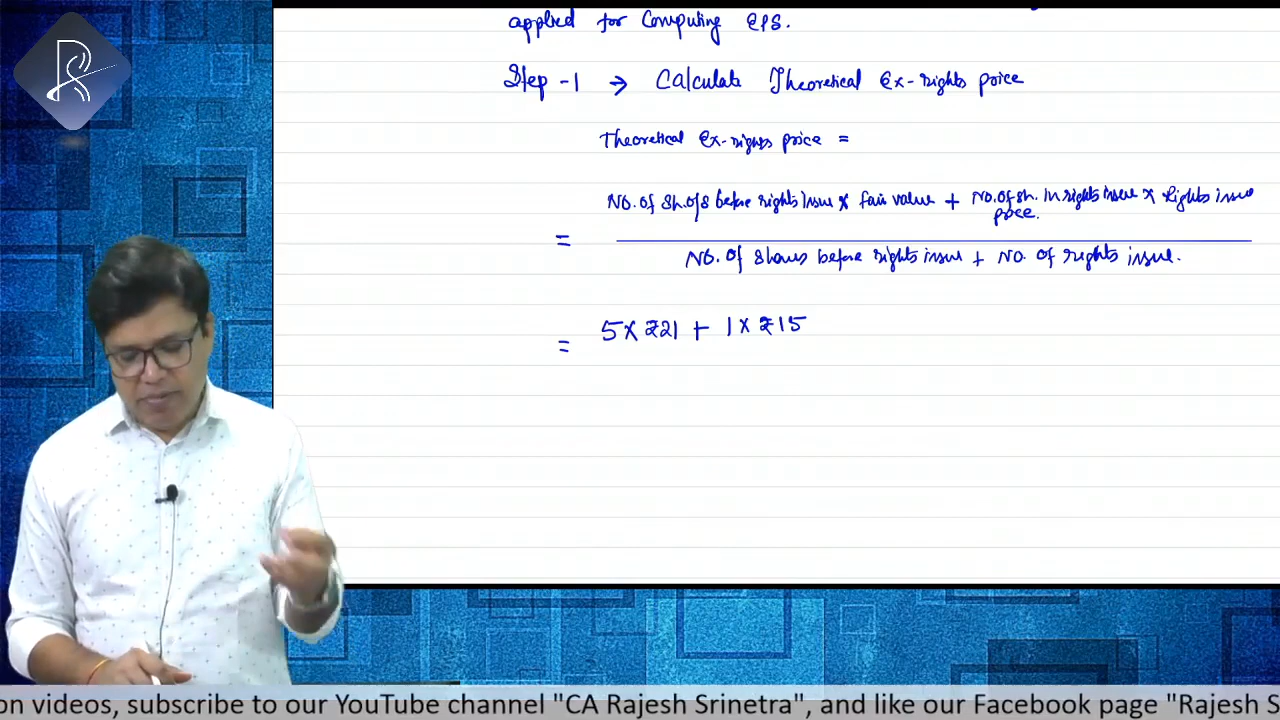 applied for Computing EPS.
Step -1 → Calculate Theoretical Ex-rights price
Theoretical Ex-rights price =
No. of sh. o/s before rights issue x fair value + No. of sh. in rights issue x Rights issue price.
=
No. of shares before rights issue + No. of rights issue.
= 5x ₹21 + 1x ₹15
on videos, subscribe to our YouTube channel "CA Rajesh Srinetra", and like our Facebook page "Rajesh S